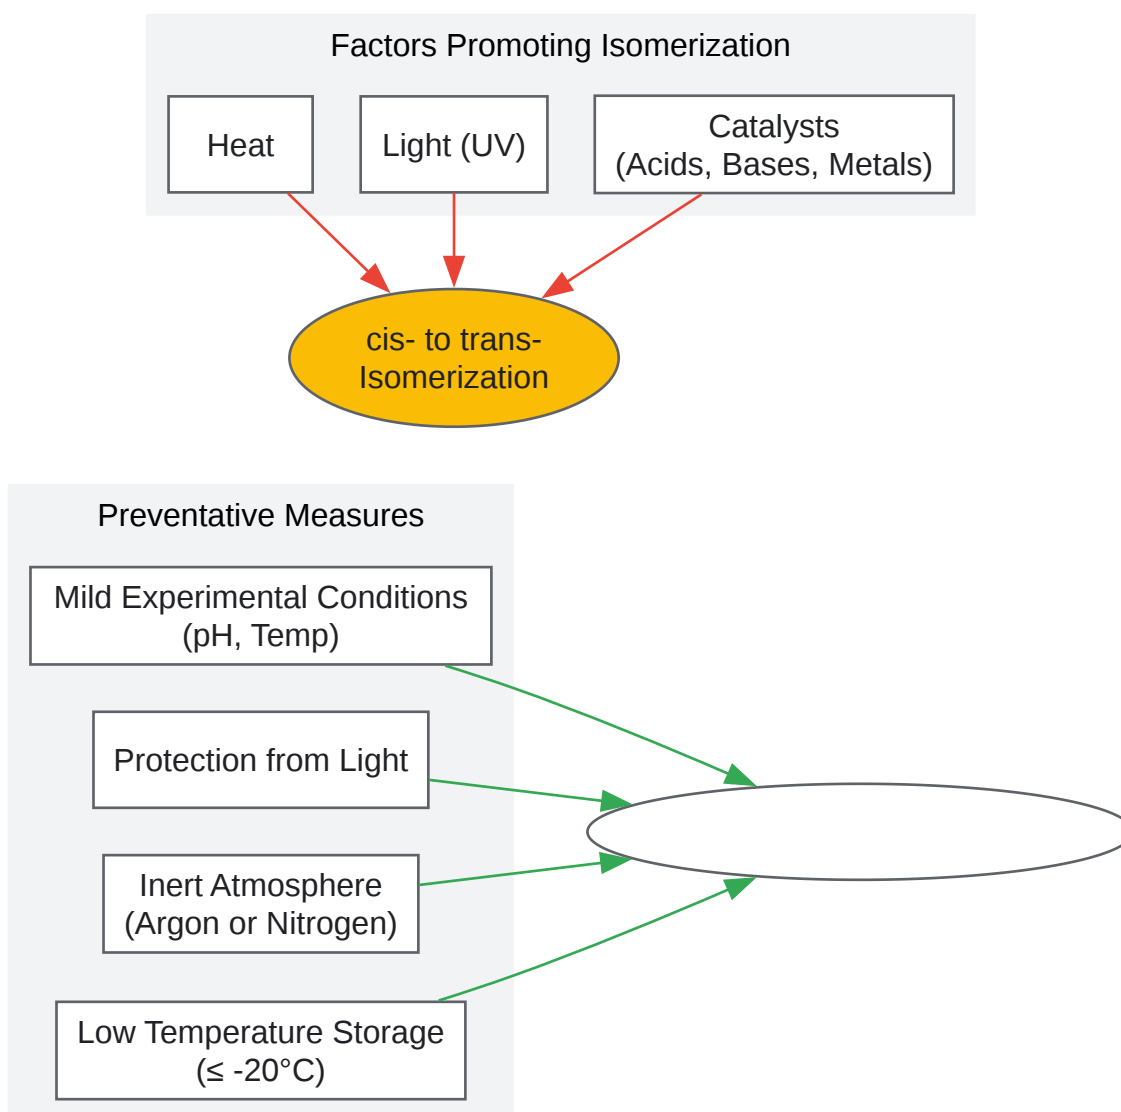 Factors Promoting Isomerization
Heat
Light (UV)
Catalysts
(Acids, Bases, Metals)
cis- to trans-
Isomerization
Preventative Measures
Mild Experimental Conditions
(pH, Temp)
Protection from Light
Inert Atmosphere
(Argon or Nitrogen)
Low Temperature Storage
(≤ -20°C)